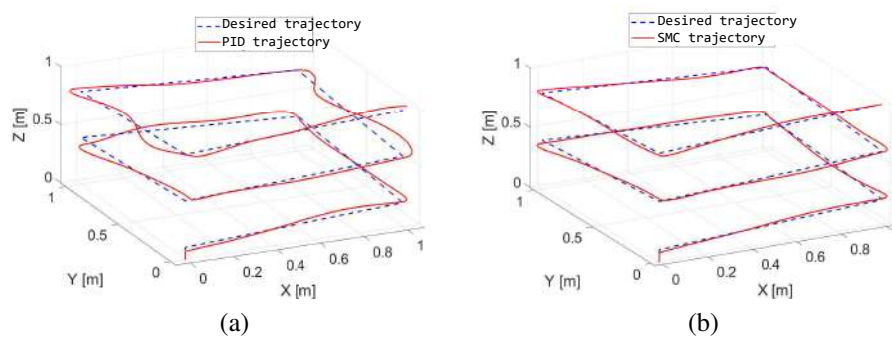 Desired trajectory
PID trajectory
1
0.5
0
Z [m]
1
0.5
0
Y [m]
0
0.2
0.4
0.6
0.8
1
X [m]
(a)
Desired trajectory
SMC trajectory
1
0.5
0
Z [m]
1
0.5
0
Y [m]
0
0.2
0.4
0.6
0.8
X [m]
(b)